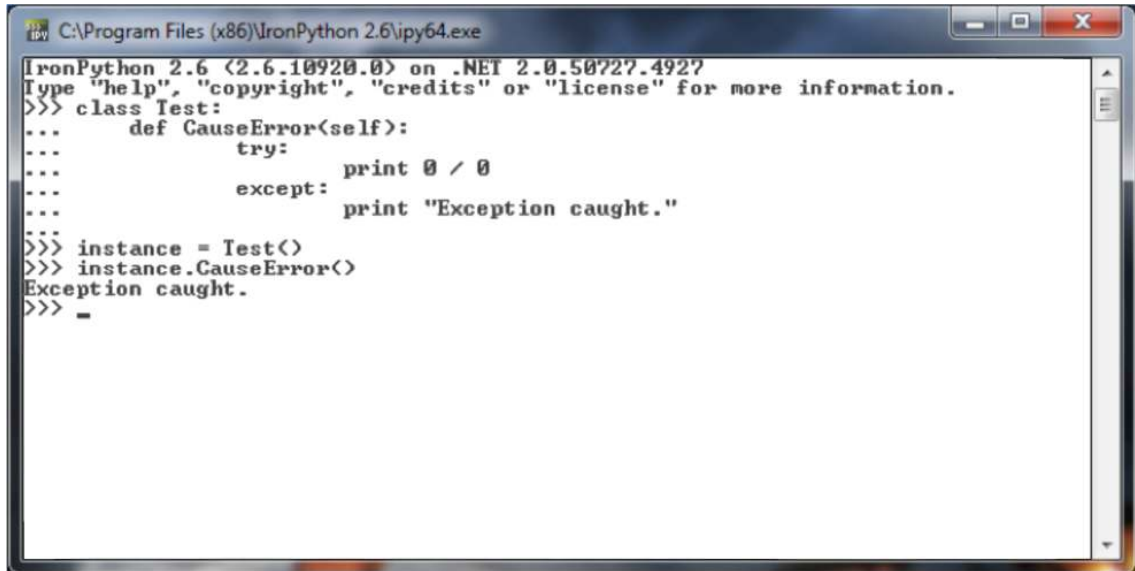 C:\Program Files (x86)\IronPython 2.6\ipy64.exe
IronPython 2.6 (2.6.10920.0) on .NET 2.0.50727.4927
Type "help", "copyright", "credits" or "license" for more information.
>>> class Test:
...     def CauseError(self):
...             try:
...                     print 0 / 0
...             except:
...                     print "Exception caught."
...
>>> instance = Test()
>>> instance.CauseError()
Exception caught.
>>> _